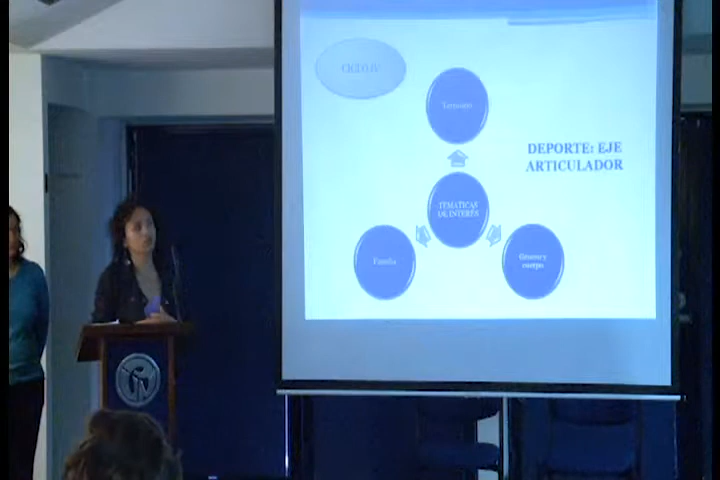 CICLO IV
Territorio
DEPORTE: EJE
ARTICULADOR
TEMÁTICAS
DE INTERÉS
Familia
Género y
cuerpo